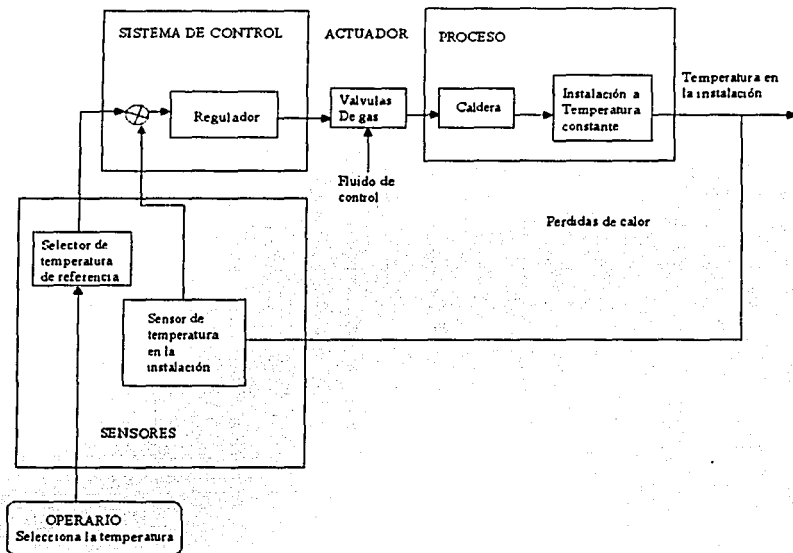 SISTEMA DE CONTROL
ACTUADOR
PROCESO
Regulador
Valvulas
De gas
Caldera
Instalación a
Temperatura
constante
Temperatura en
la instalación
Fluido de
control
Perdidas de calor
Selector de
temperatura
de referencia
Sensor de
temperatura
en la
instalación
SENSORES
OPERARIO
Selecciona la temperatura